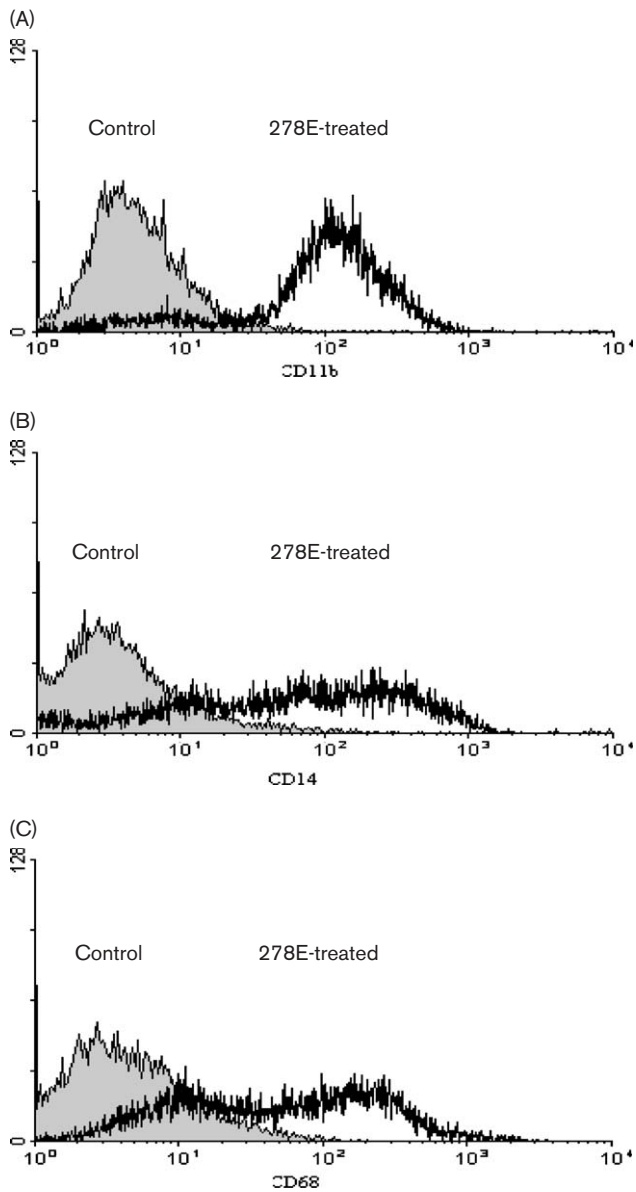 (A)
128
Control 278E-treated
0
10⁰ 10¹ 10² 10³ 10⁴
CD11b
(B)
128
Control 278E-treated
0
10⁰ 10¹ 10² 10³ 10⁴
CD14
(C)
128
Control 278E-treated
0
10⁰ 10¹ 10² 10³ 10⁴
CD68